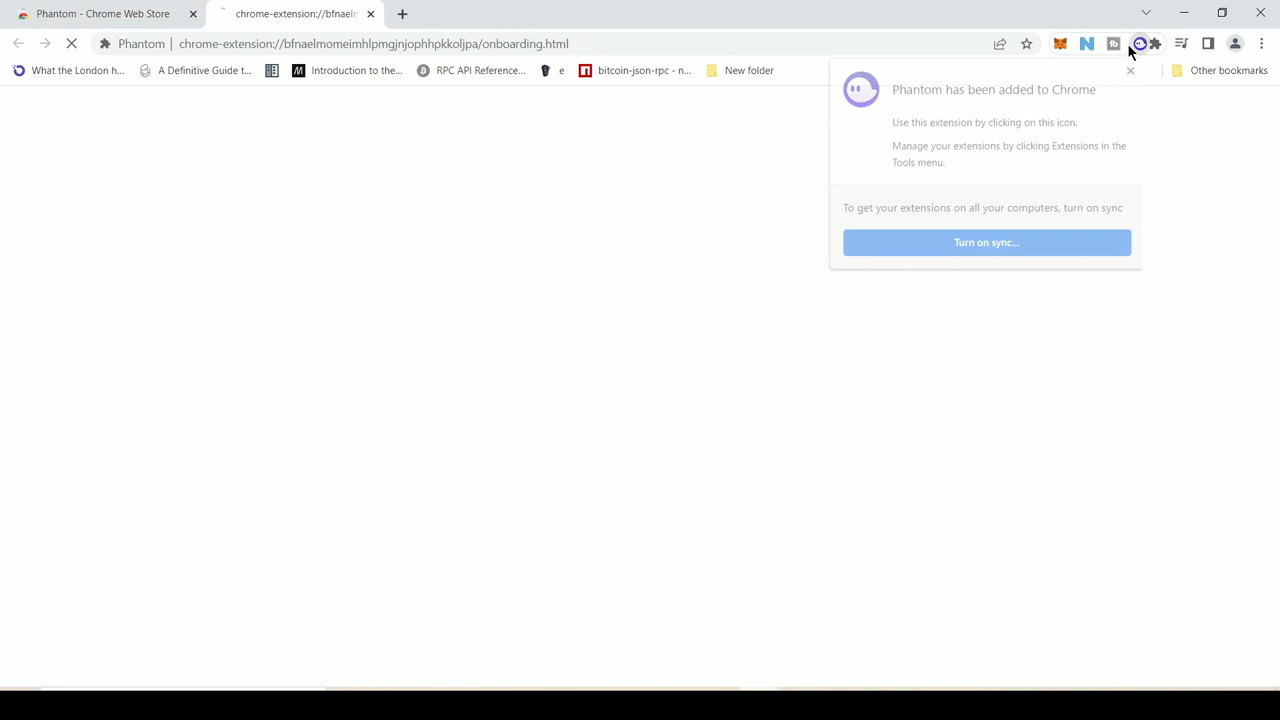 Phantom - Chrome Web Store
chrome-extension://bfnaelm
Phantom | chrome-extension://bfnaelmomeimhlpmgjnjophhpkkoljpa/onboarding.html
What the London h...
A Definitive Guide t...
Introduction to the...
RPC API Reference...
e
bitcoin-json-rpc - n...
New folder
Other bookmarks
Phantom has been added to Chrome
Use this extension by clicking on this icon.
Manage your extensions by clicking Extensions in the
Tools menu.
To get your extensions on all your computers, turn on sync
Turn on sync...